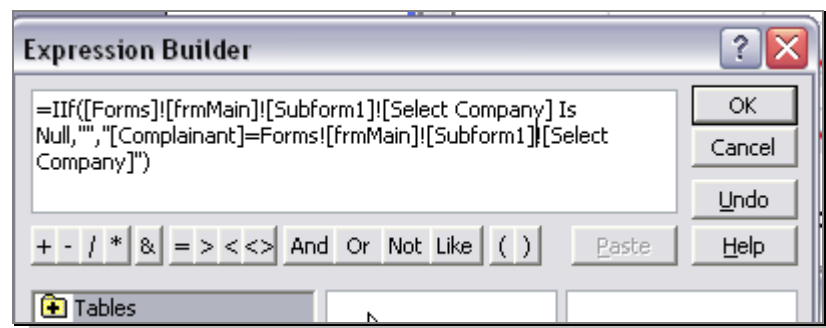 Expression Builder
?
=IIf([Forms]![frmMain]![Subform1]![Select Company] Is
Null,"","[Complainant]=Forms![frmMain]![Subform1]![Select
Company]")
OK
Cancel
Undo
+ - / * & = > < <> And Or Not Like ( ) Paste Help
Tables